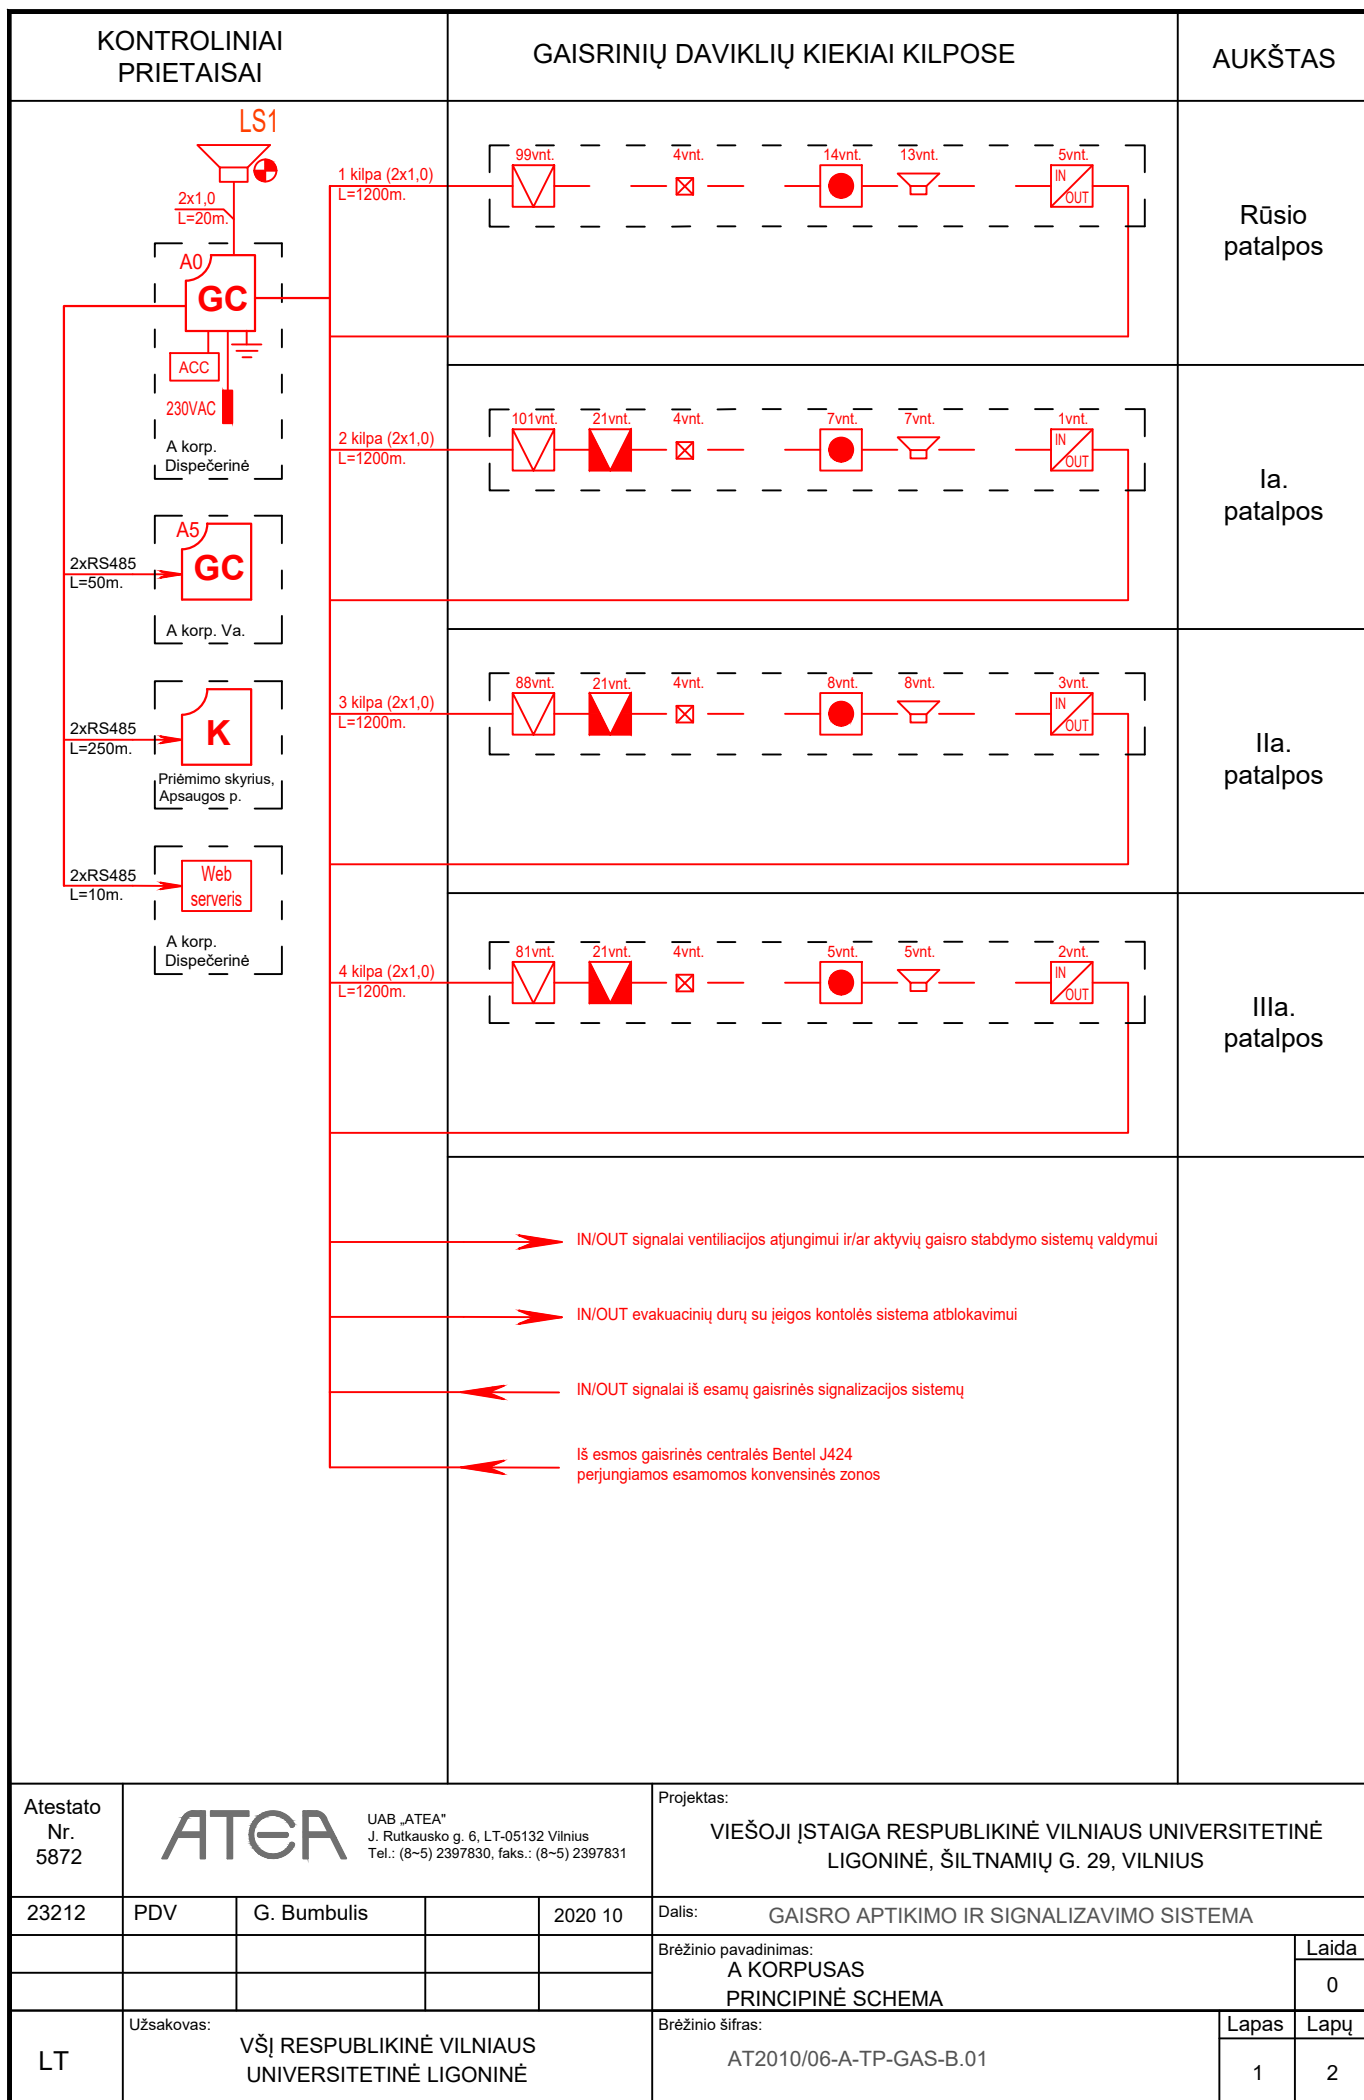 KONTROLINIAI
PRIETAISAI
GAISRINIŲ DAVIKLIŲ KIEKIAI KILPOSE
AUKŠTAS
LS1
2x1,0
L=20m.
A0
GC
ACC
230VAC
A korp.
Dispečerinė
1 kilpa (2x1,0)
L=1200m.
99vnt.
4vnt.
14vnt.
13vnt.
5vnt.
IN
OUT
Rūsio
patalpos
2 kilpa (2x1,0)
L=1200m.
101vnt.
21vnt.
4vnt.
7vnt.
7vnt.
1vnt.
IN
OUT
Ia.
patalpos
2xRS485
L=50m.
A5
GC
A korp. Va.
3 kilpa (2x1,0)
L=1200m.
88vnt.
21vnt.
4vnt.
8vnt.
8vnt.
3vnt.
IN
OUT
IIa.
patalpos
2xRS485
L=250m.
K
Priėmimo skyrius,
Apsaugos p.
2xRS485
L=10m.
Web
serveris
A korp.
Dispečerinė
4 kilpa (2x1,0)
L=1200m.
81vnt.
21vnt.
4vnt.
5vnt.
5vnt.
2vnt.
IN
OUT
IIIa.
patalpos
IN/OUT signalai ventiliacijos atjungimui ir/ar aktyvių gaisro stabdymo sistemų valdymui
IN/OUT evakuacinių durų su įeigos kontolės sistema atblokavimui
IN/OUT signalai iš esamų gaisrinės signalizacijos sistemų
Iš esmos gaisrinės centralės Bentel J424
perjungiamos esamomos konvensinės zonos
Atestato
Nr.
5872
ATEA
UAB „ATEA"
J. Rutkausko g. 6, LT-05132 Vilnius
Tel.: (8~5) 2397830, faks.: (8~5) 2397831
Projektas:
VIEŠOJI ĮSTAIGA RESPUBLIKINĖ VILNIAUS UNIVERSITETINĖ
LIGONINĖ, ŠILTNAMIŲ G. 29, VILNIUS
23212
PDV
G. Bumbulis
2020 10
Dalis:
GAISRO APTIKIMO IR SIGNALIZAVIMO SISTEMA
Brėžinio pavadinimas:
A KORPUSAS
PRINCIPINĖ SCHEMA
Laida
0
LT
Užsakovas:
VŠĮ RESPUBLIKINĖ VILNIAUS
UNIVERSITETINĖ LIGONINĖ
Brėžinio šifras:
AT2010/06-A-TP-GAS-B.01
Lapas
Lapų
1
2